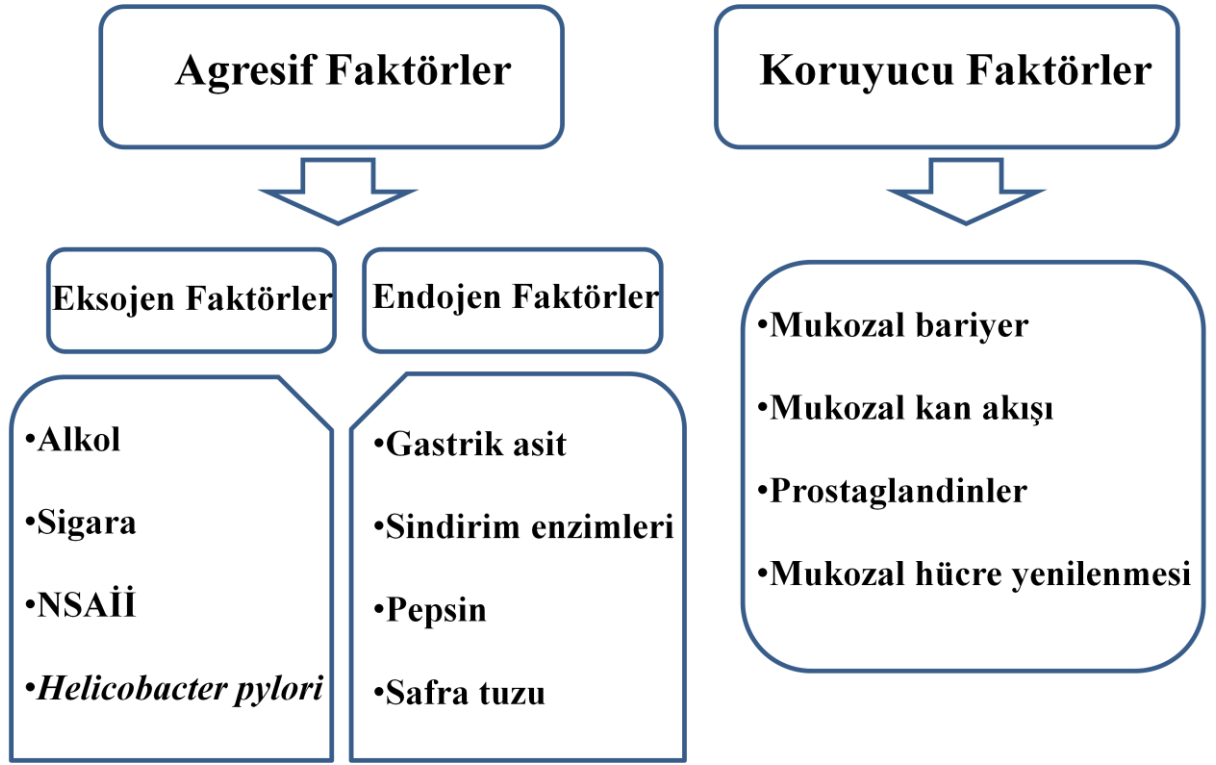 Agresif Faktörler
Koruyucu Faktörler
Eksojen Faktörler
Endojen Faktörler
•Alkol
•Sigara
•NSAİİ
•Helicobacter pylori
•Gastrik asit
•Sindirim enzimleri
•Pepsin
•Safra tuzu
•Mukozal bariyer
•Mukozal kan akışı
•Prostaglandinler
•Mukozal hücre yenilenmesi